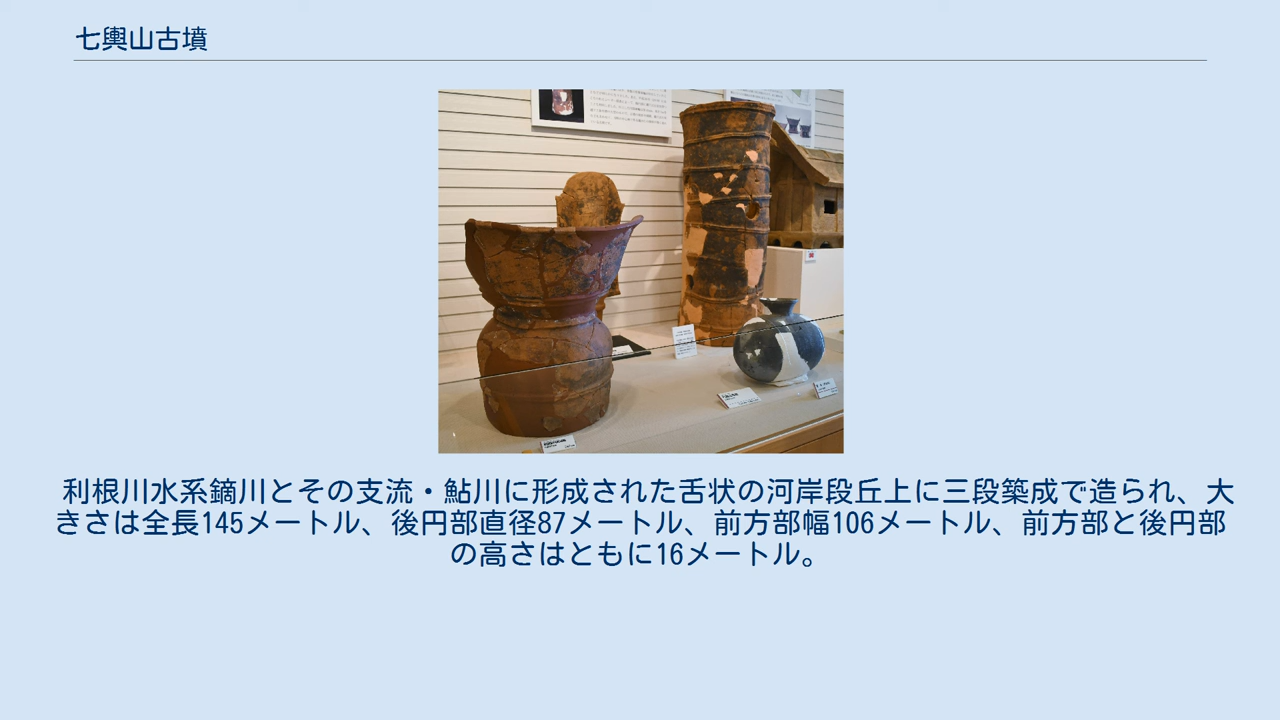 七輿山古墳
利根川水系鏑川とその支流・鮎川に形成された舌状の河岸段丘上に三段築成で造られ、大
きさは全長145メートル、後円部直径87メートル、前方部幅106メートル、前方部と後円部
の高さはともに16メートル。